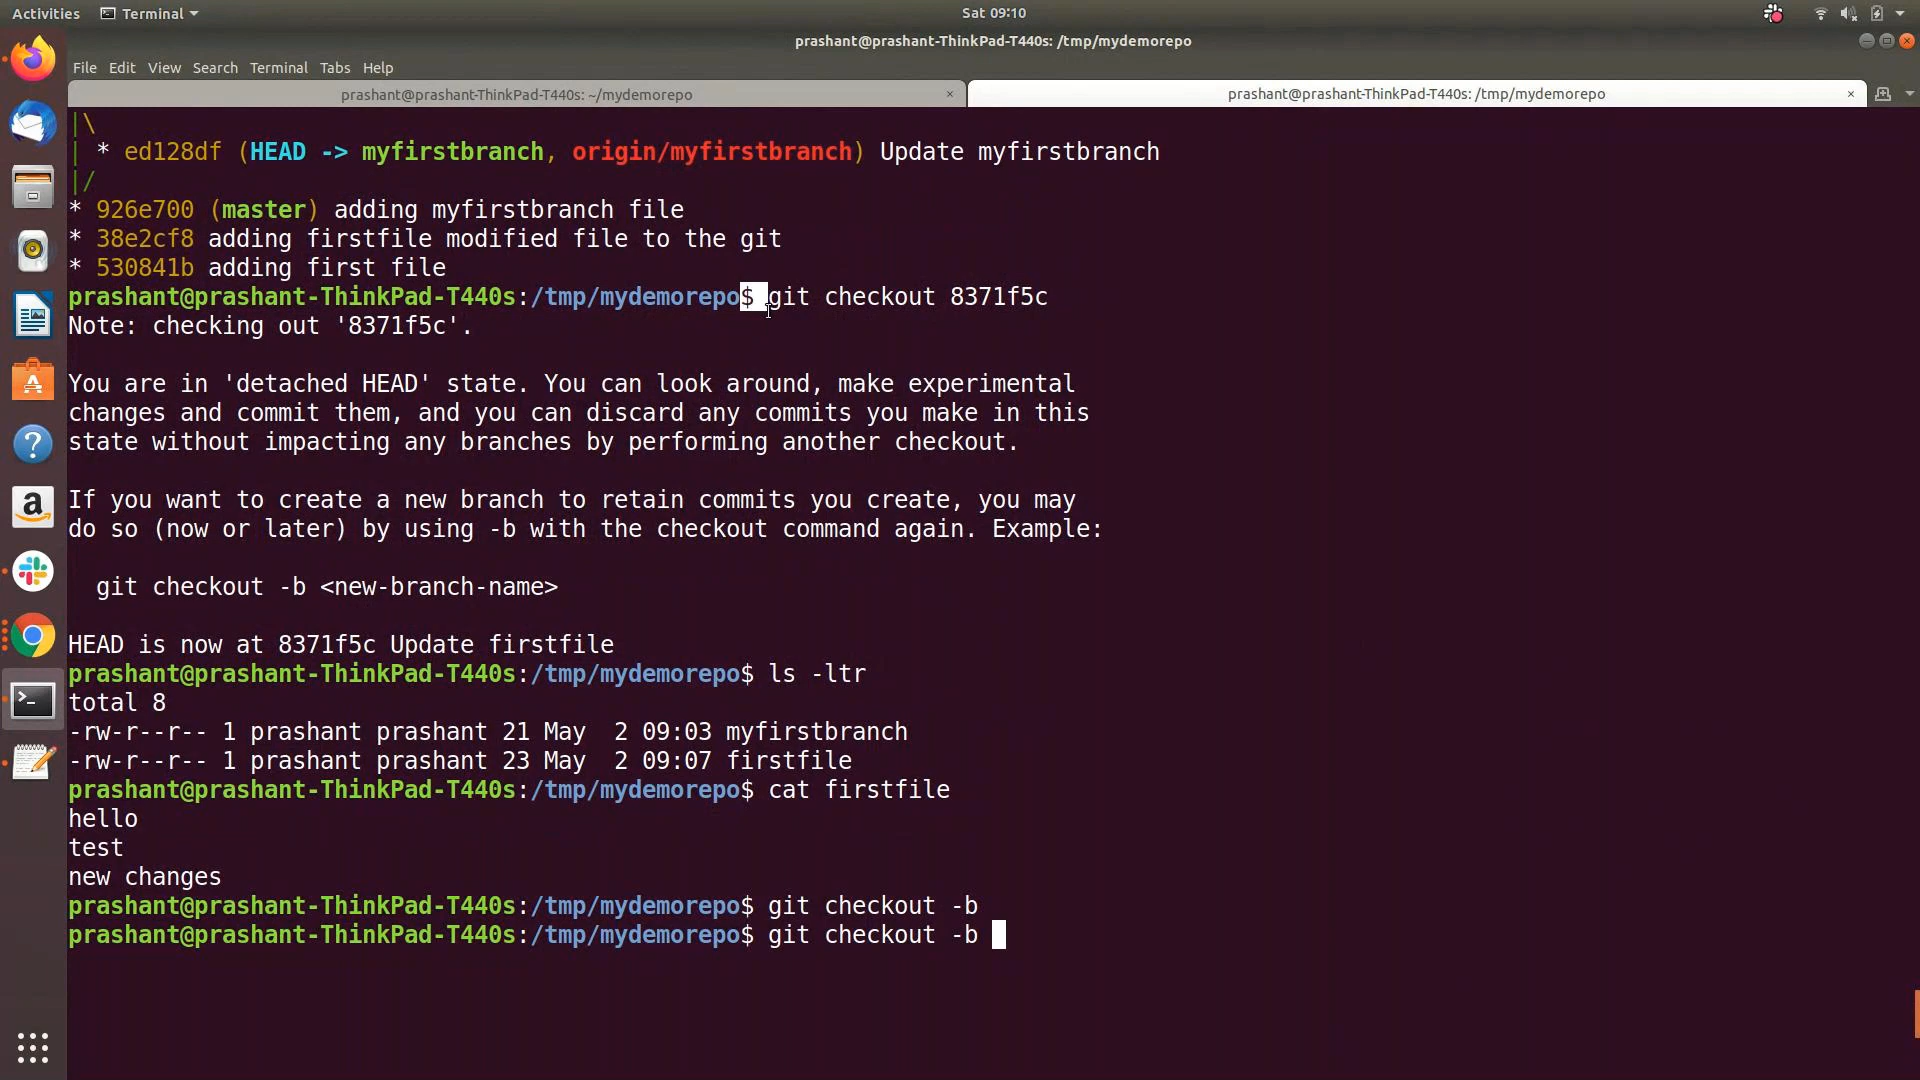 Activities Terminal Sat 09:10
prashant@prashant-ThinkPad-T440s: /tmp/mydemorepo
File Edit View Search Terminal Tabs Help
prashant@prashant-ThinkPad-T440s: ~/mydemorepo × prashant@prashant-ThinkPad-T440s: /tmp/mydemorepo ×
|\
| * ed128df (HEAD -> myfirstbranch, origin/myfirstbranch) Update myfirstbranch
|/
* 926e700 (master) adding myfirstbranch file
* 38e2cf8 adding firstfile modified file to the git
* 530841b adding first file
prashant@prashant-ThinkPad-T440s:/tmp/mydemorepo$ git checkout 8371f5c
Note: checking out '8371f5c'.
You are in 'detached HEAD' state. You can look around, make experimental
changes and commit them, and you can discard any commits you make in this
state without impacting any branches by performing another checkout.
If you want to create a new branch to retain commits you create, you may
do so (now or later) by using -b with the checkout command again. Example:
git checkout -b <new-branch-name>
HEAD is now at 8371f5c Update firstfile
prashant@prashant-ThinkPad-T440s:/tmp/mydemorepo$ ls -ltr
total 8
-rw-r--r-- 1 prashant prashant 21 May  2 09:03 myfirstbranch
-rw-r--r-- 1 prashant prashant 23 May  2 09:07 firstfile
prashant@prashant-ThinkPad-T440s:/tmp/mydemorepo$ cat firstfile
hello
test
new changes
prashant@prashant-ThinkPad-T440s:/tmp/mydemorepo$ git checkout -b
prashant@prashant-ThinkPad-T440s:/tmp/mydemorepo$ git checkout -b